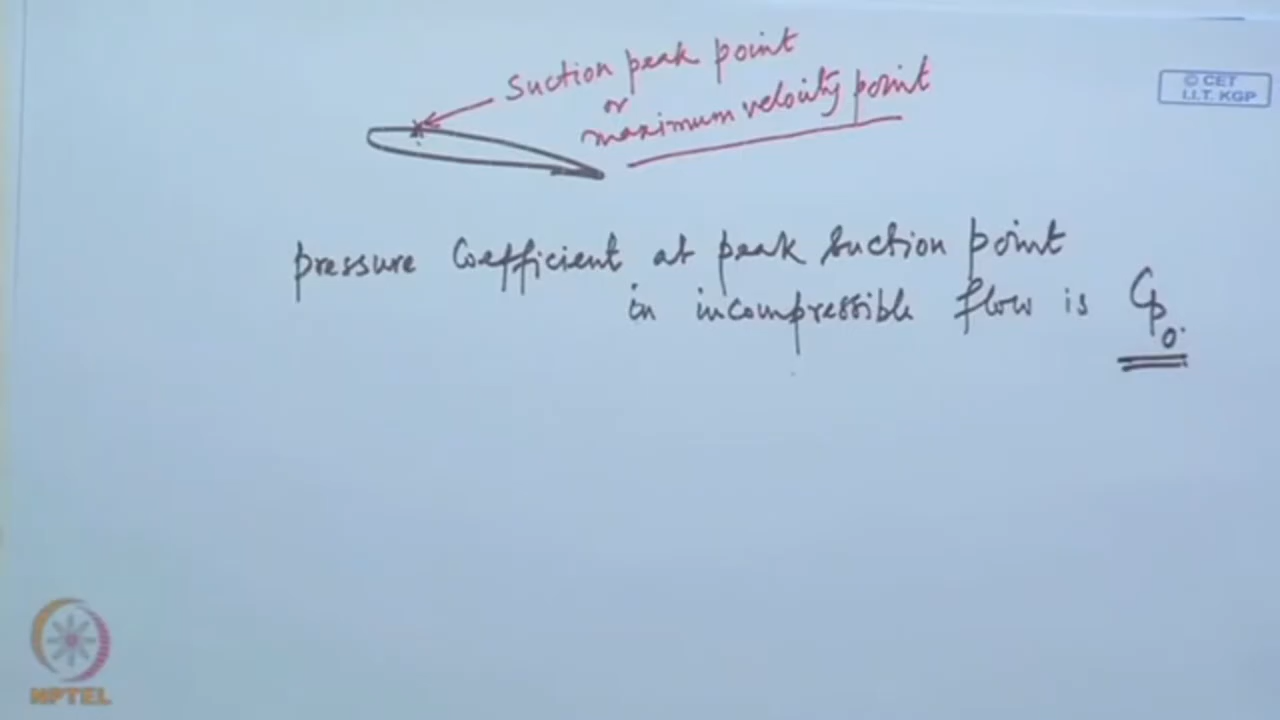 Suction peak point
or
maximum velocity point
© CET
I.I.T. KGP
pressure Coefficient at peak Suction point
in incompressible flow is Cp0.
NPTEL